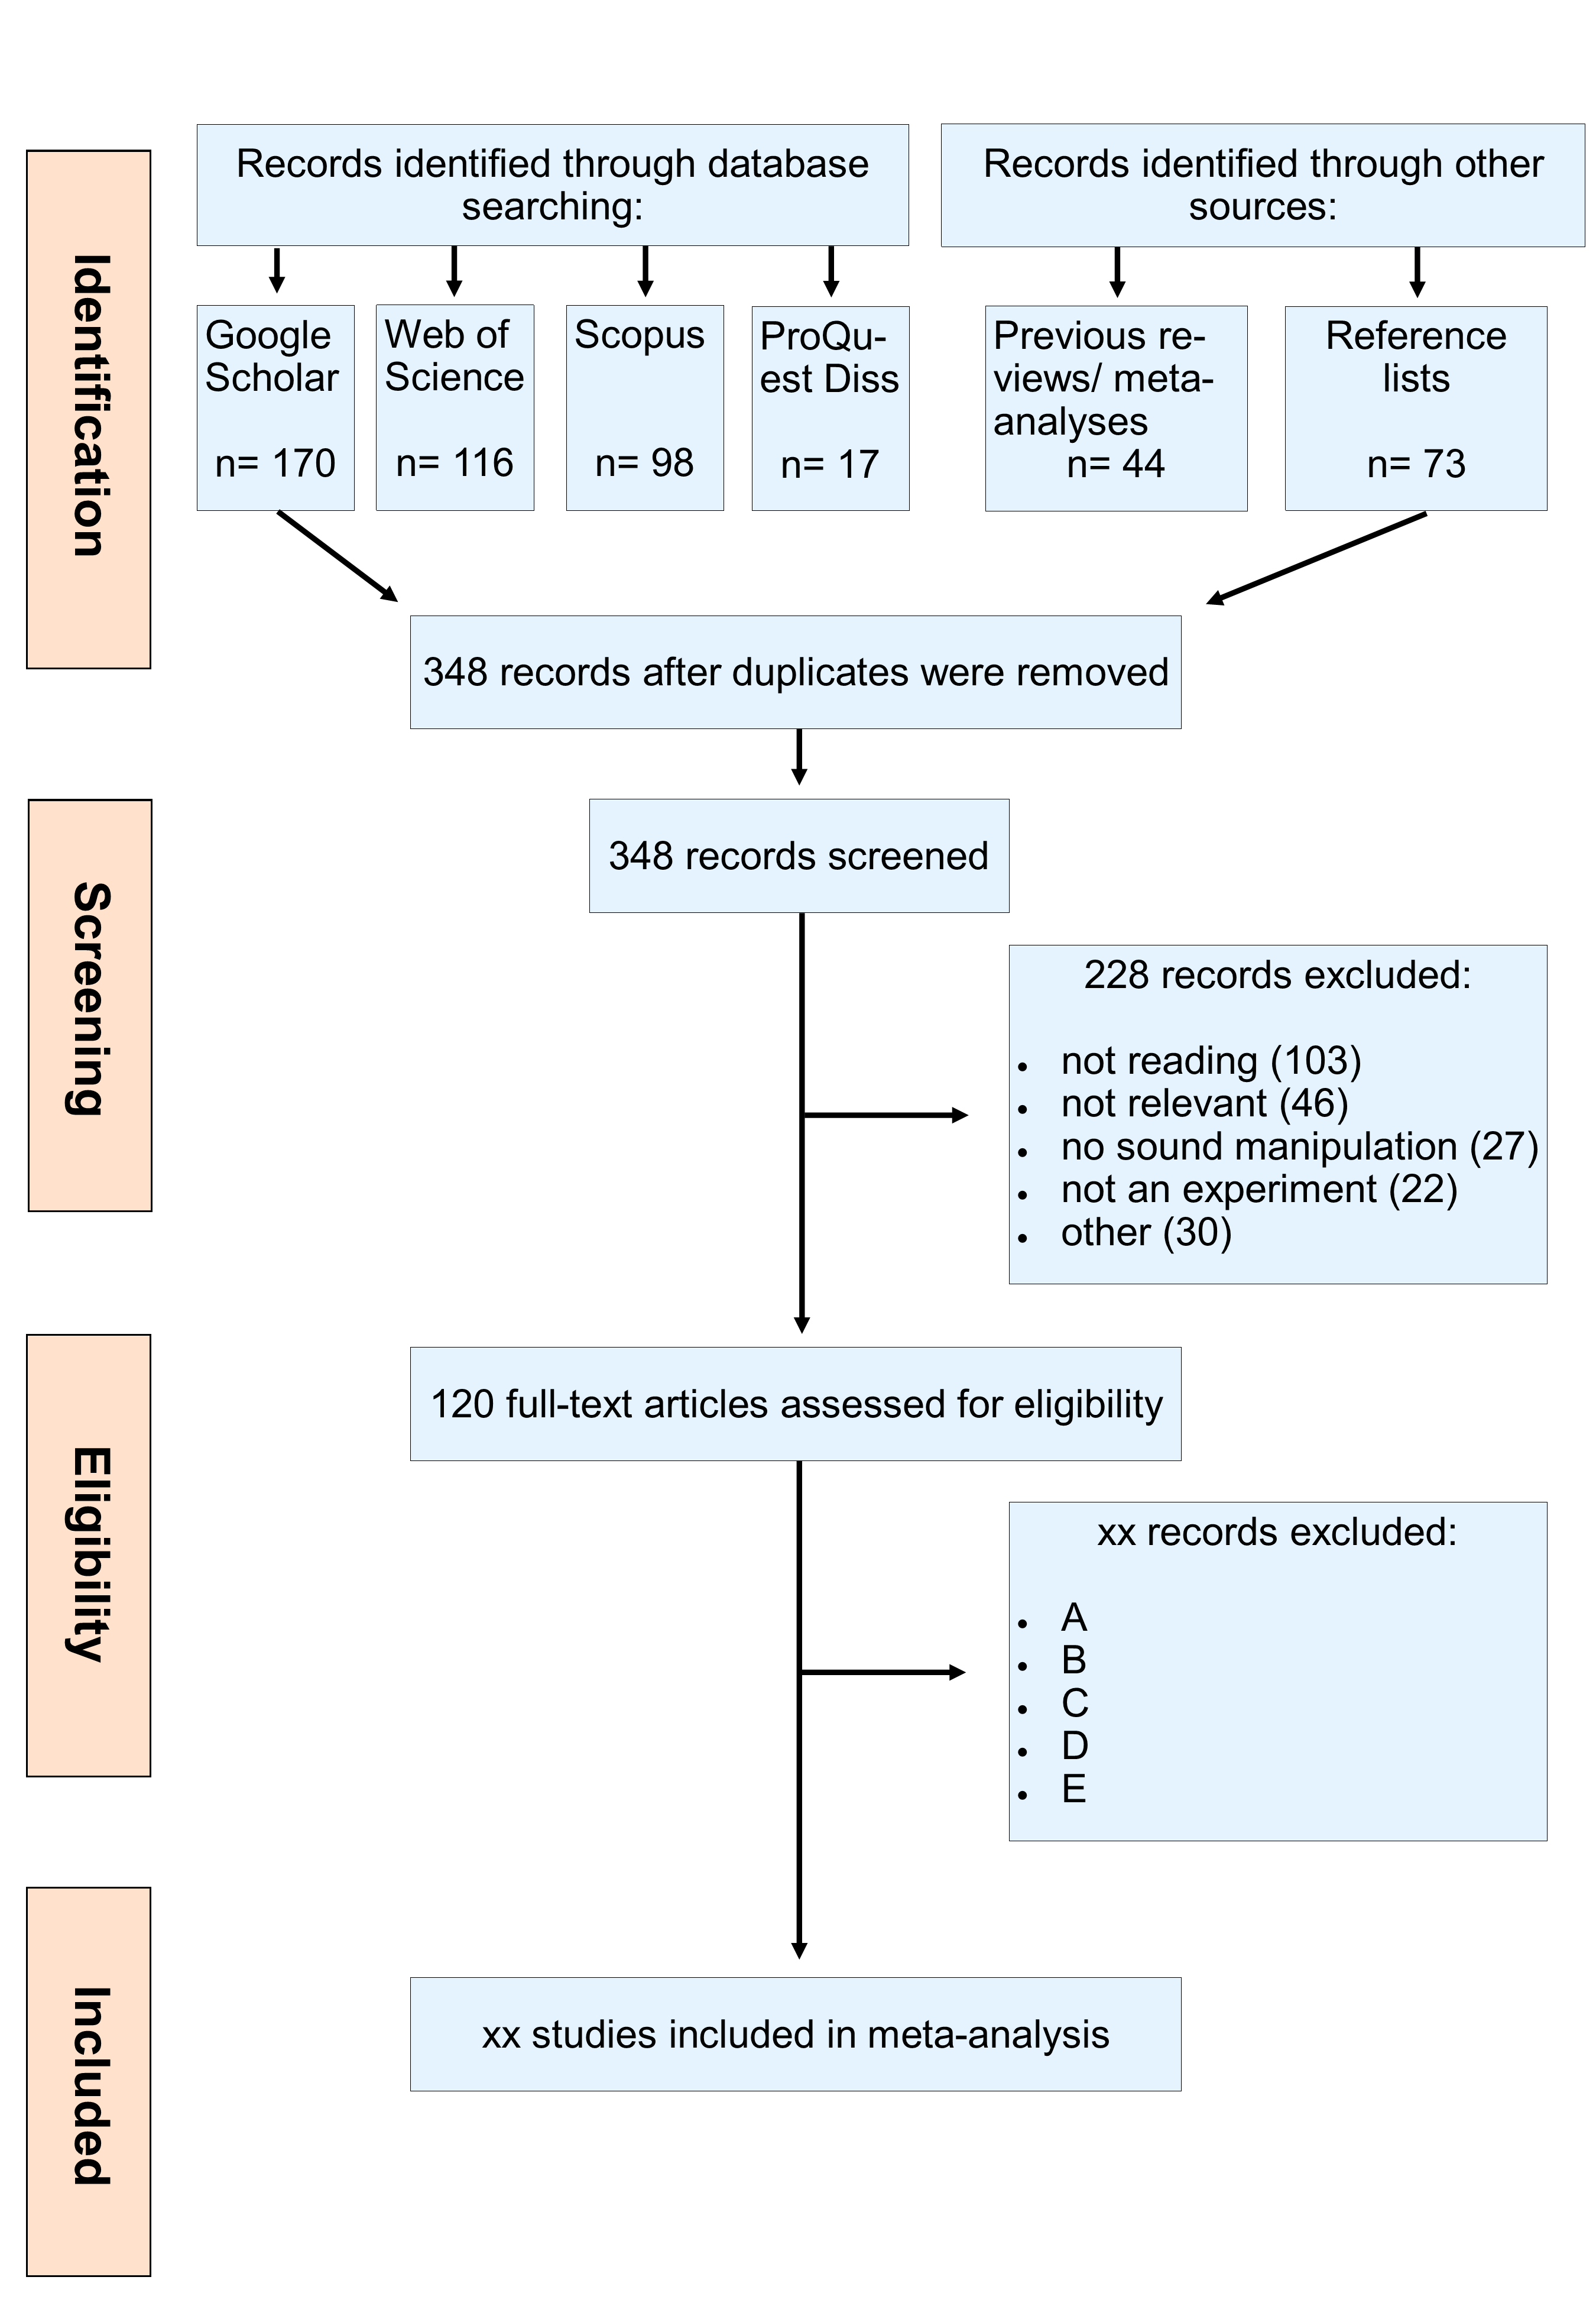 Identification
Records identified through database
searching:
Records identified through other
sources:
Google
Scholar
n= 170
Web of
Science
n= 116
Scopus
n= 98
ProQu-
est Diss
n= 17
Previous re-
views/ meta-
analyses
n= 44
Reference
lists
n= 73
348 records after duplicates were removed
Screening
348 records screened
228 records excluded:
• not reading (103)
• not relevant (46)
• no sound manipulation (27)
• not an experiment (22)
• other (30)
Eligibility
120 full-text articles assessed for eligibility
xx records excluded:
• A
• B
• C
• D
• E
Included
xx studies included in meta-analysis